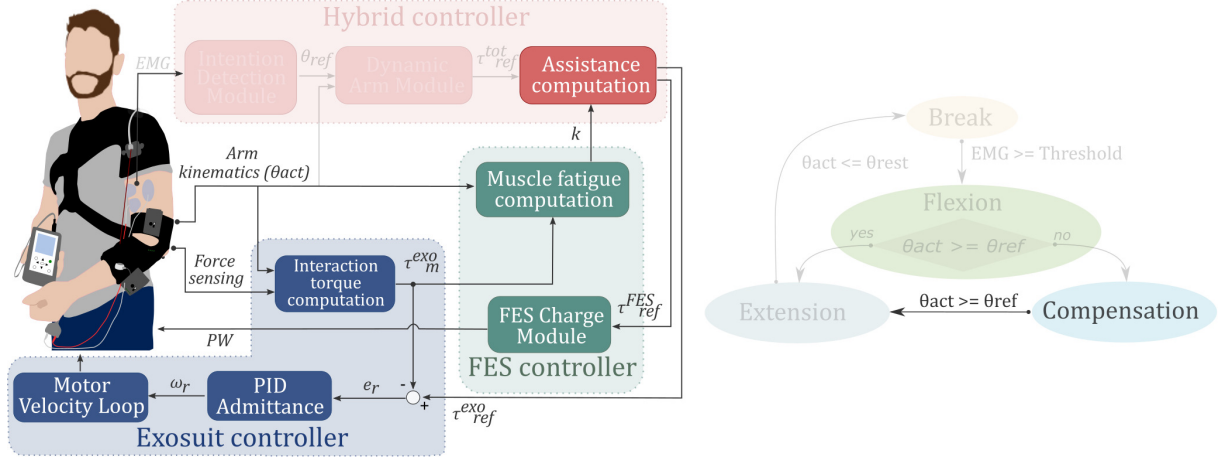 Hybrid controller
EMG
Intention
Detection
Module
θref
Dynamic
Arm Module
τ^tot_ref
Assistance
computation
k
Arm
kinematics (θact)
Muscle fatigue
computation
Force
sensing
Interaction
torque
computation
τ^exo_m
FES Charge
Module
τ^FES_ref
FES controller
PW
Motor
Velocity Loop
ωr
PID
Admittance
er
-
+
τ^exo_ref
Exosuit controller
Break
θact <= θrest
EMG >= Threshold
Flexion
yes
no
θact >= θref
Extension
θact >= θref
Compensation